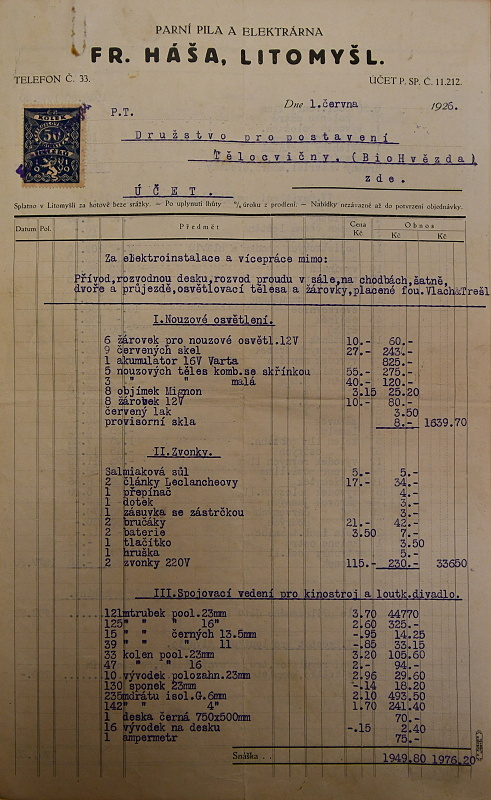 PARNÍ PILA A ELEKTRÁRNA
FR. HÁŠA, LITOMYŠL.
TELEFON Č. 33.
ÚČET P. SP. Č. 11.212.
Dne 1.června 1926.
P.T.
KOLEK
50
Družstvo pro postavení
Tělocvičny, (BioHvězda)
zde.
ÚČET.
Splatno v Litomyšli za hotové beze srážky. — Po uplynutí lhůty % úroku z prodlení. — Nabídky nezávazné až do potvrzení objednávky.
Datum Pol. Předmět Cena Kč Obnos Kč Kč
Za elektroinstalace a vícepráce mimo:
Přívod,rozvodnou desku,rozvod proudu v sále,na chodbách,šatně,
dvoře a průjezdě,osvětlovací tělesa a žárovky,placené fou.Vlach&Trešl
I.Nouzové osvětlení.
6 žárovek pro nouzové osvětl.12V 10.- 60.-
9 červených skel 27.- 243.-
1 akumulator 16V Varta 825.-
5 nouzových těles komb.se skřínkou 55.- 275.-
3 " " malá 40.- 120.-
8 objímek Mignon 3.15 25.20
8 žárovek 12V 10.- 80.-
červený lak 3.50
provisorní skla 8.- 1639.70
II.Zvonky.
Salmiaková sůl 5.- 5.-
2 články Leclancheovy 17.- 34.-
1 přepínač 4.-
1 dotek 3.-
1 zásuvka se zástrčkou 3.-
2 bručáky 21.- 42.-
2 baterie 3.50 7.-
1 tlačítko 3.50
1 hruška 5.-
2 zvonky 220V 115.- 230.- 33650
III.Spojovací vedení pro kinostroj a loutk.divadlo.
121mtrubek pool.23mm 3.70 44770
125" " " 16" 2.60 325.-
15 " " černých 13.5mm -.95 14.25
39 " " " 11 -.85 33.15
33 kolen pool.23mm 3.20 105.60
47 " " 16 2.- 94.-
10 vývodek polozahn.23mm 2.96 29.60
130 sponek 23mm -.14 18.20
235mdrátu isol.G.6mm 2.10 493.50
142" " 4" 1.70 241.40
1 deska černá 750x500mm 70.-
16 vývodek na desku -.15 2.40
1 ampermetr 75.-
Snáška . . 1949.80 1976.20